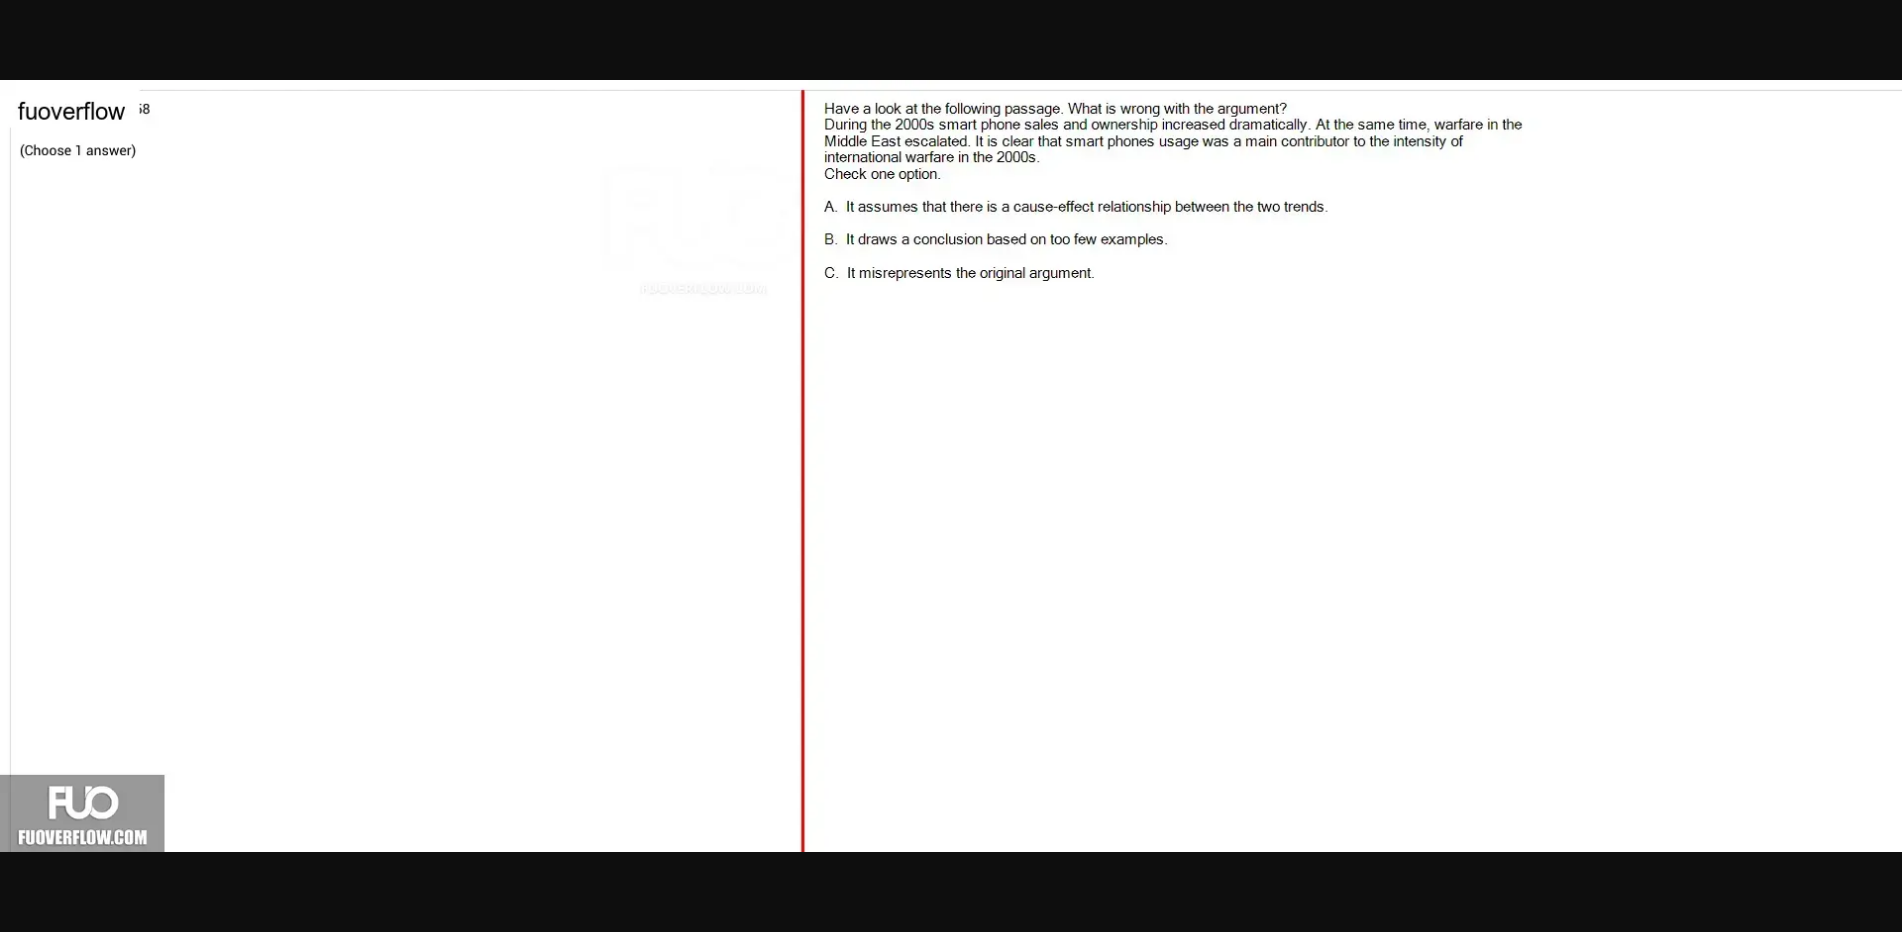 fuoverflow
68
(Choose 1 answer)
Have a look at the following passage. What is wrong with the argument?
During the 2000s smart phone sales and ownership increased dramatically. At the same time, warfare in the
Middle East escalated. It is clear that smart phones usage was a main contributor to the intensity of
international warfare in the 2000s.
Check one option.
A. It assumes that there is a cause-effect relationship between the two trends.
B. It draws a conclusion based on too few examples.
C. It misrepresents the original argument.
FUOVERFLOW.COM
FUO
FUOVERFLOW.COM